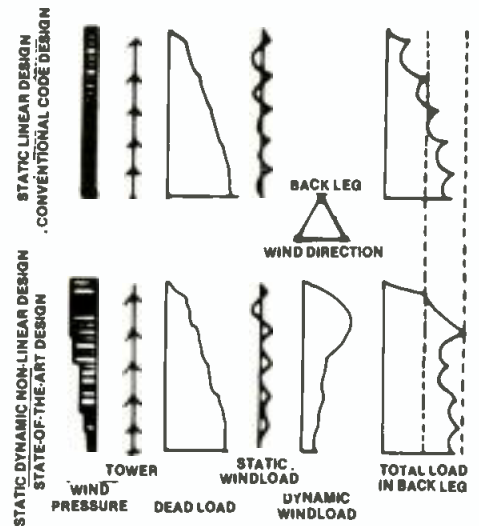 STATIC LINEAR DESIGN
. CONVENTIONAL CODE DESIGN
BACK LEG
WIND DIRECTION
STATIC DYNAMIC NON-LINEAR DESIGN
STATE-OF-THE-ART DESIGN
WIND
PRESSURE
TOWER
DEAD LOAD
STATIC.
WINDLOAD
DYNAMIC
WINDLOAD
TOTAL LOAD
IN BACK LEG